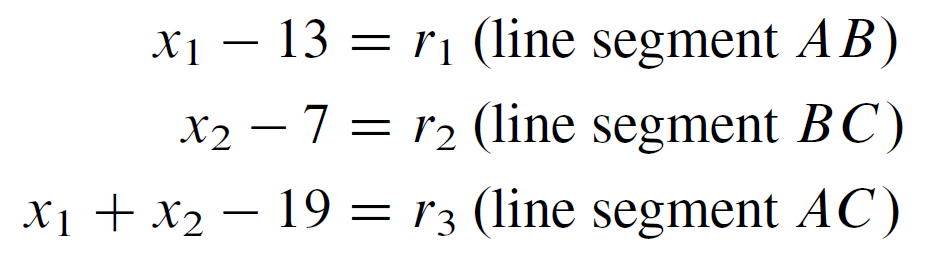 x₁ − 13 = r₁ (line segment AB)
x₂ − 7 = r₂ (line segment BC)
x₁ + x₂ − 19 = r₃ (line segment AC)